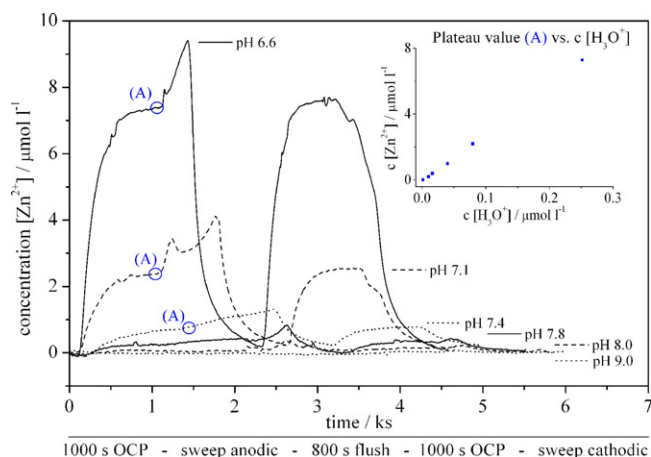 10
8
6
4
2
0
concentration [Zn²⁺] / μmol l⁻¹
pH 6.6
(A)
(A)
(A)
pH 7.1
pH 7.4
pH 7.8
pH 8.0
pH 9.0
Plateau value (A) vs. c [H₃O⁺]
8
4
0
c [Zn²⁺] / μmol l⁻¹
0.0 0.1 0.2 0.3
c [H₃O⁺] / μmol l⁻¹
0 1 2 3 4 5 6 7
time / ks
1000 s OCP - sweep anodic - 800 s flush - 1000 s OCP - sweep cathodic